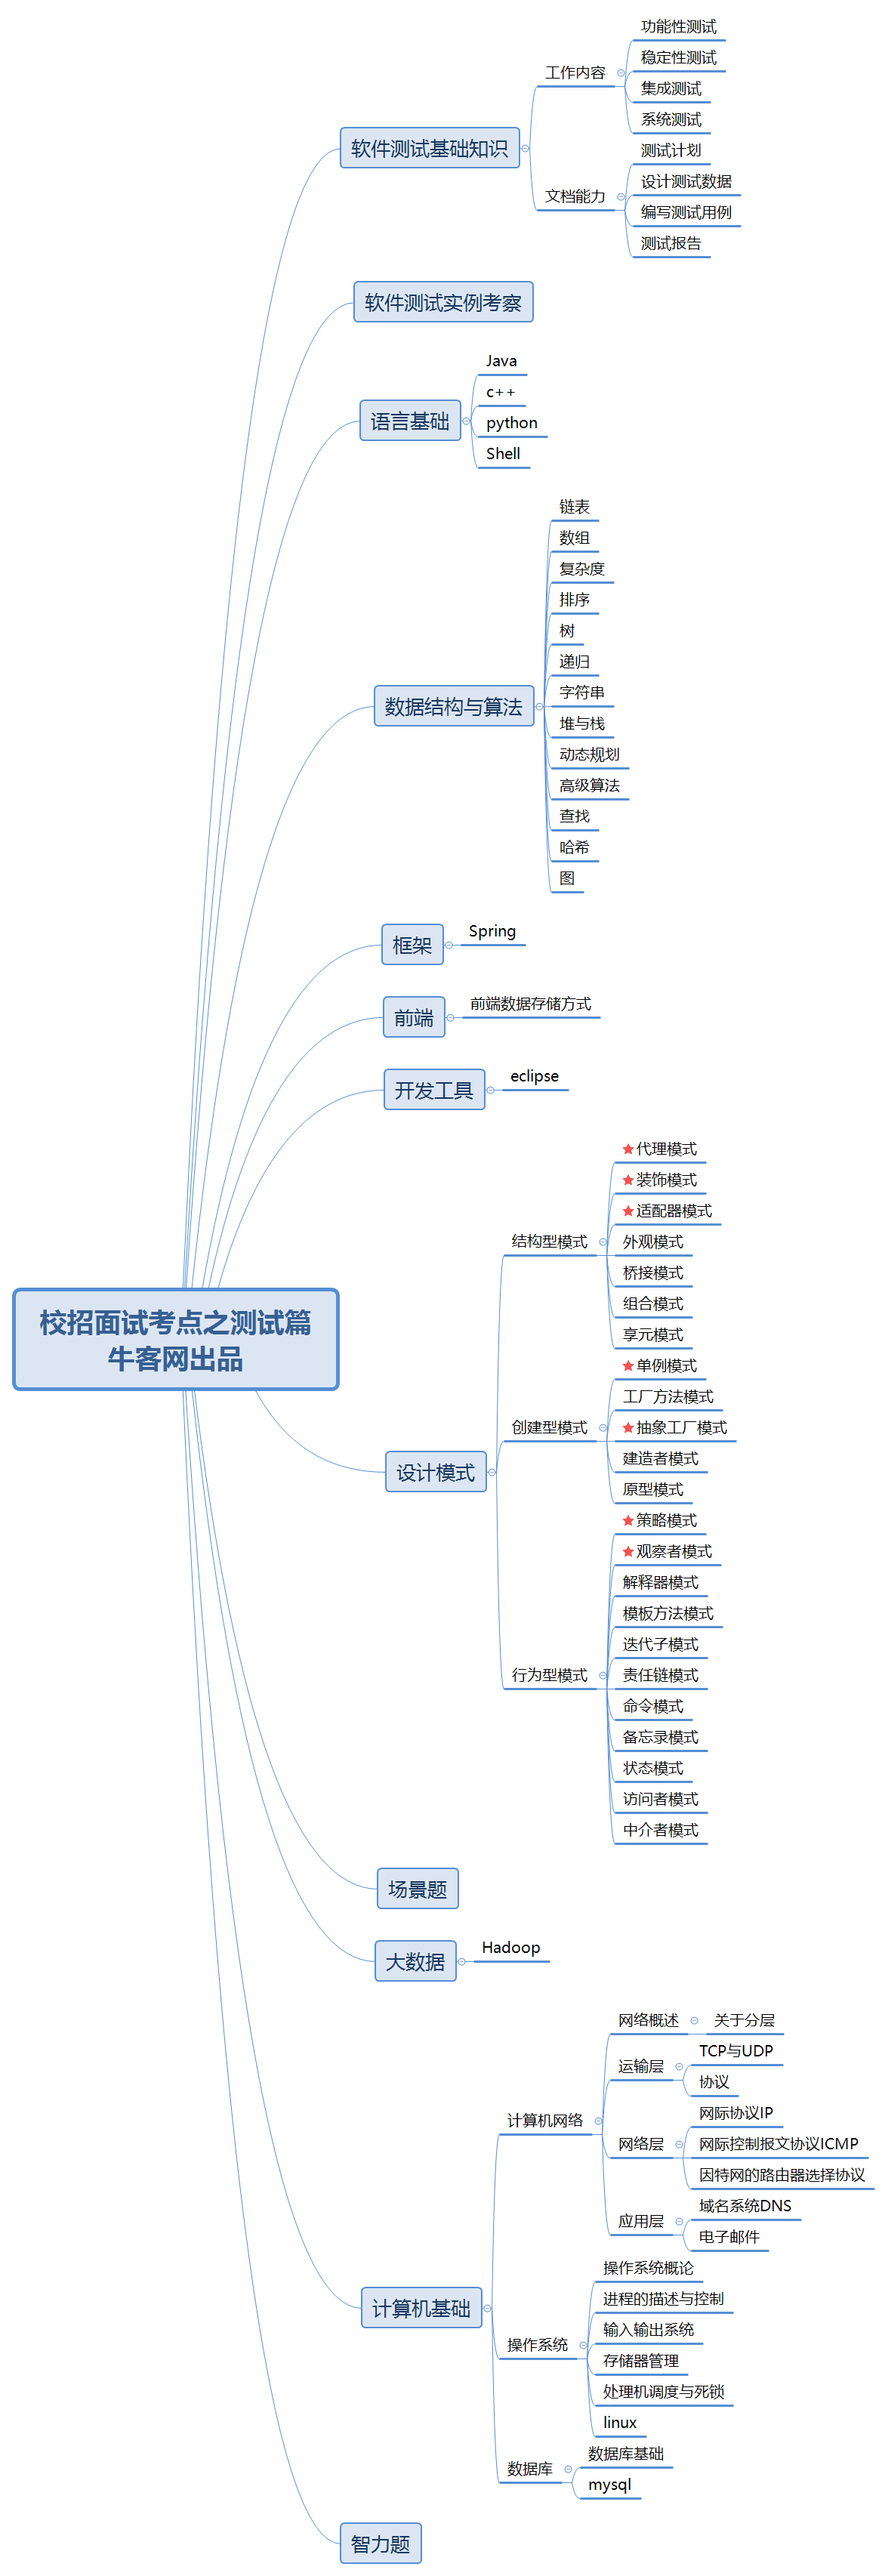 功能性测试
稳定性测试
工作内容
集成测试
系统测试
软件测试基础知识
测试计划
设计测试数据
文档能力
编写测试用例
测试报告
软件测试实例考察
Java
c++
语言基础
python
Shell
链表
数组
复杂度
排序
树
递归
字符串
数据结构与算法
堆与栈
动态规划
高级算法
查找
哈希
图
框架
Spring
前端
前端数据存储方式
开发工具
eclipse
代理模式
装饰模式
适配器模式
结构型模式
外观模式
桥接模式
组合模式
享元模式
校招面试考点之测试篇
牛客网出品
单例模式
工厂方法模式
创建型模式
抽象工厂模式
建造者模式
原型模式
设计模式
策略模式
观察者模式
解释器模式
模板方法模式
迭代子模式
行为型模式
责任链模式
命令模式
备忘录模式
状态模式
访问者模式
中介者模式
场景题
大数据
Hadoop
网络概述
关于分层
运输层
TCP与UDP
协议
计算机网络
网络层
网际协议IP
网际控制报文协议ICMP
因特网的路由器选择协议
应用层
域名系统DNS
电子邮件
计算机基础
操作系统概论
进程的描述与控制
操作系统
输入输出系统
存储器管理
处理机调度与死锁
linux
数据库
数据库基础
mysql
智力题